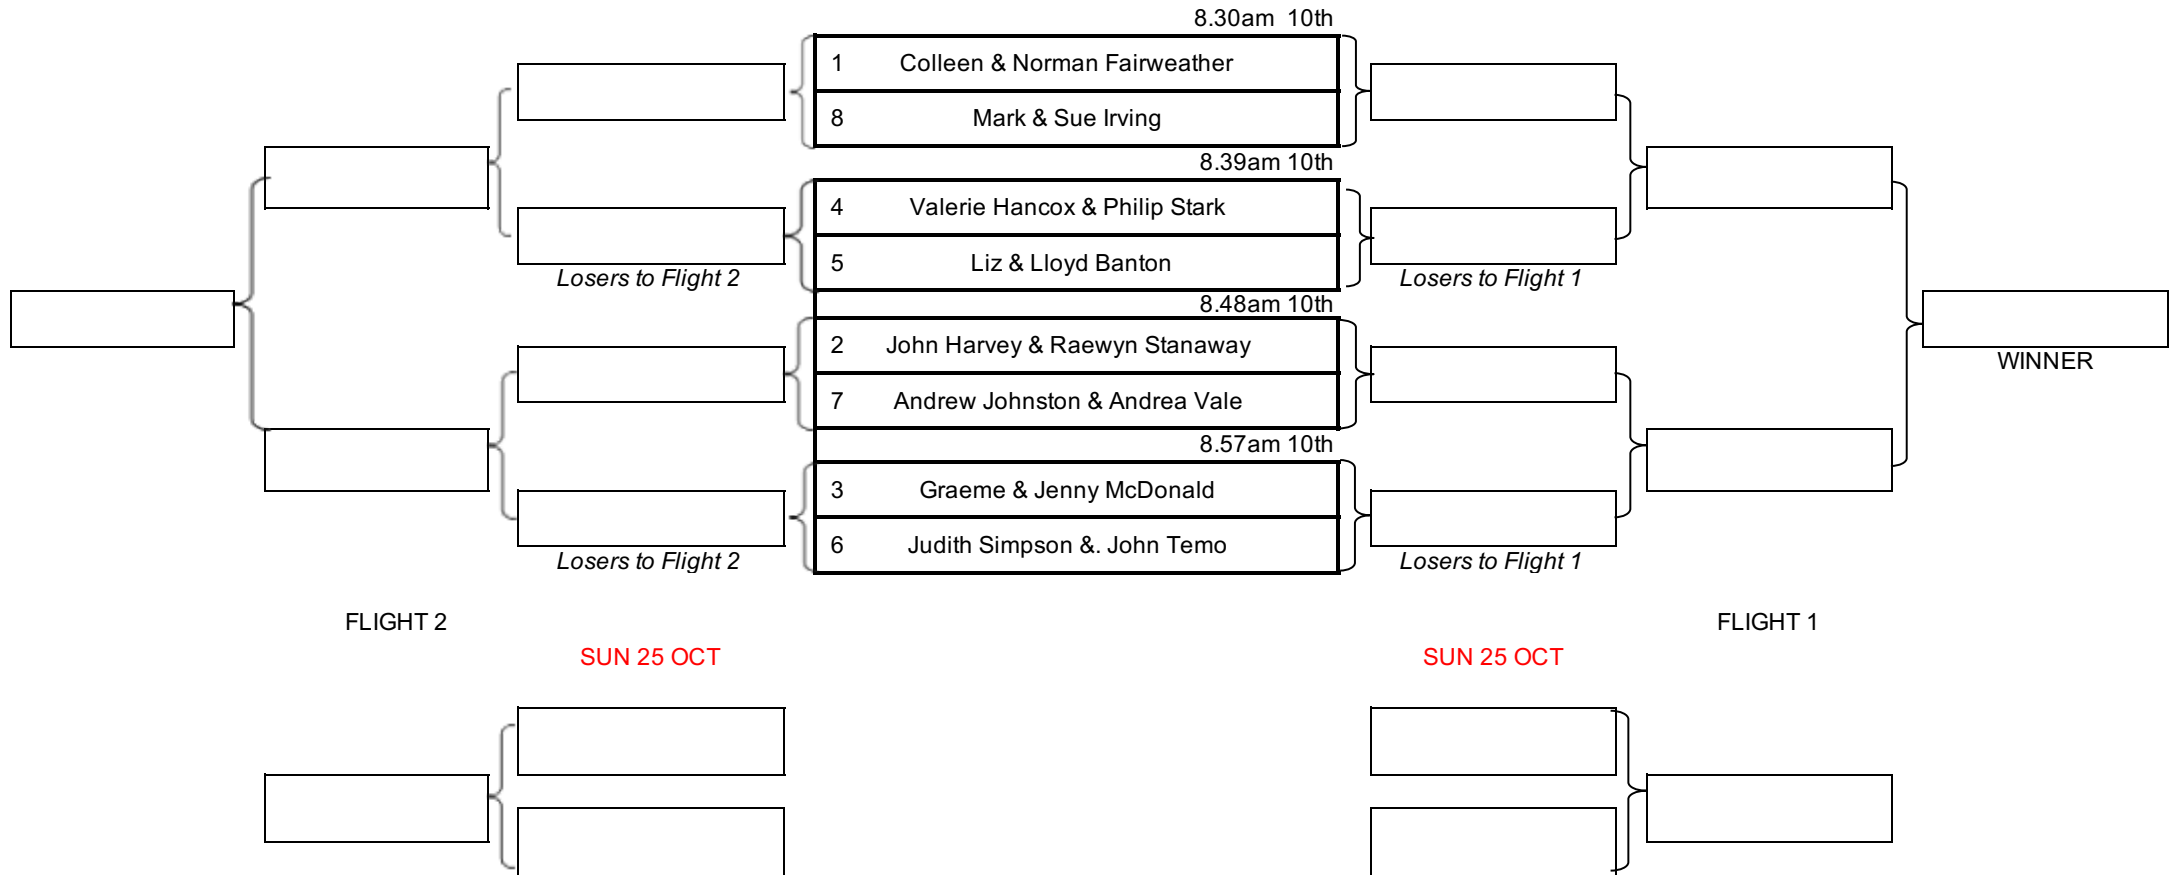 8.30am  10th
1 Colleen & Norman Fairweather
8 Mark & Sue Irving
8.39am 10th
4 Valerie Hancox & Philip Stark
5 Liz & Lloyd Banton
Losers to Flight 2
Losers to Flight 1
8.48am 10th
2 John Harvey & Raewyn Stanaway
WINNER
7 Andrew Johnston & Andrea Vale
8.57am 10th
3 Graeme & Jenny McDonald
6 Judith Simpson &. John Temo
Losers to Flight 2
Losers to Flight 1
FLIGHT 2
FLIGHT 1
SUN 25 OCT
SUN 25 OCT